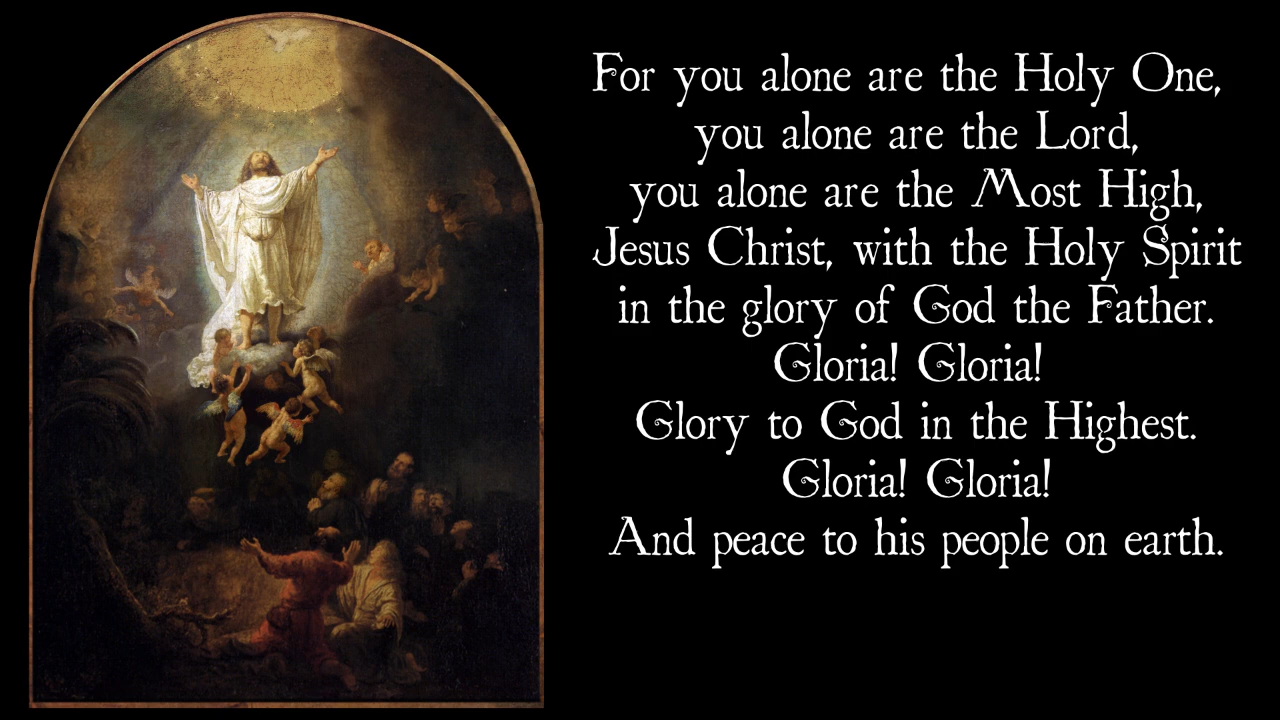 For you alone are the Holy One,
you alone are the Lord,
you alone are the Most High,
Jesus Christ, with the Holy Spirit
in the glory of God the Father.
Gloria! Gloria!
Glory to God in the Highest.
Gloria! Gloria!
And peace to his people on earth.